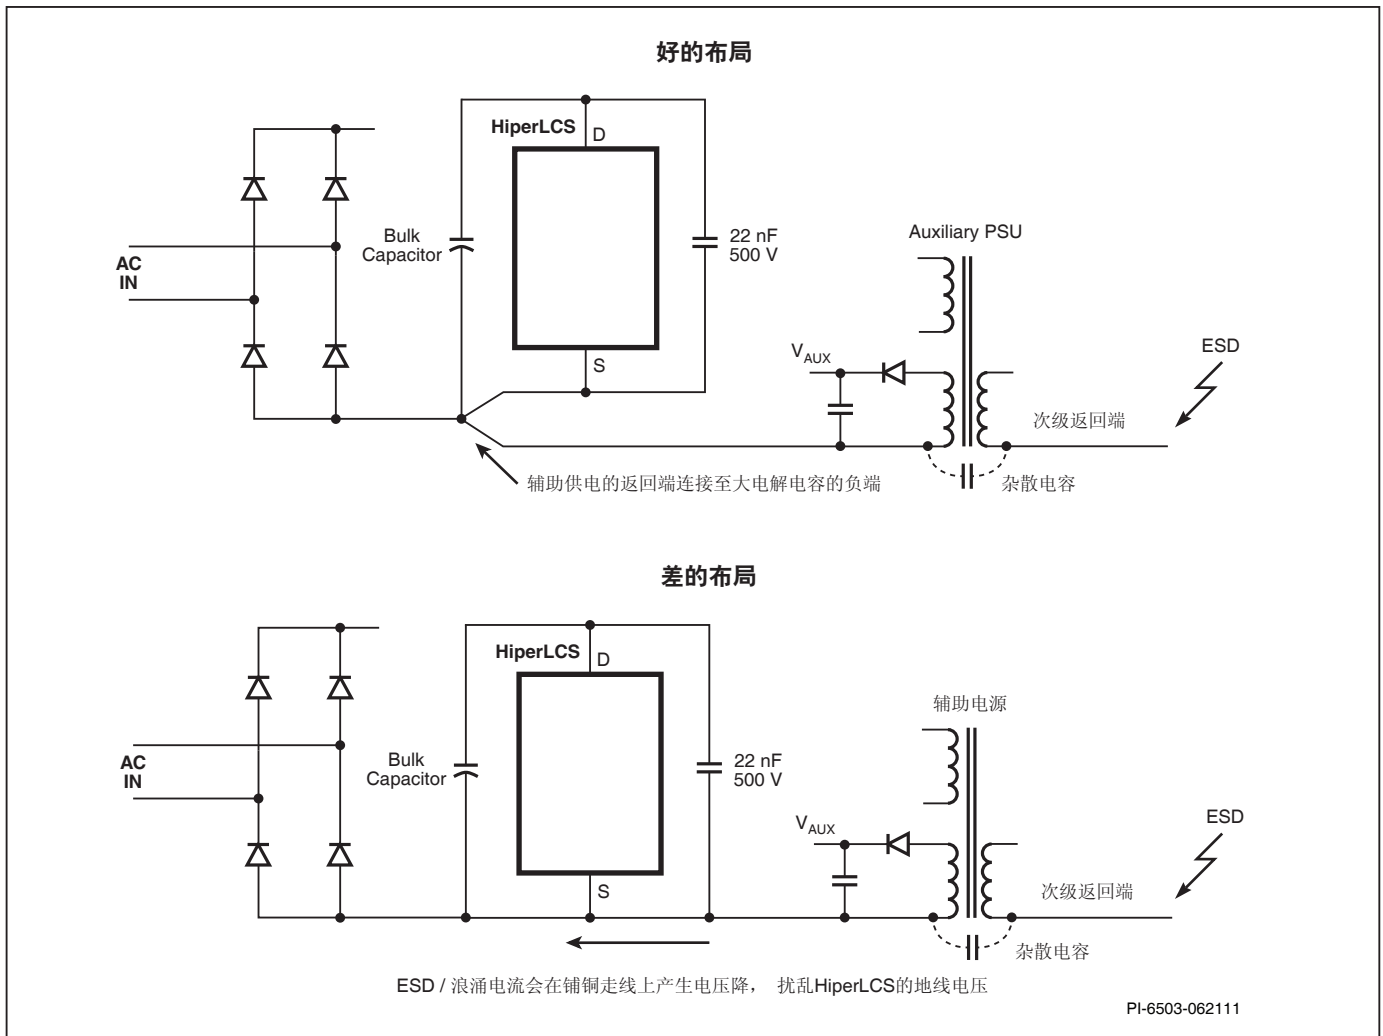 好的布局
HiperLCS
D
Bulk
Capacitor
22 nF
500 V
Auxiliary PSU
AC
IN
S
VAUX
ESD
次级返回端
辅助供电的返回端连接至大电解电容的负端
杂散电容
差的布局
HiperLCS
D
辅助电源
Bulk
Capacitor
22 nF
500 V
AC
IN
VAUX
ESD
S
次级返回端
杂散电容
ESD / 浪涌电流会在铺铜走线上产生电压降， 扰乱HiperLCS的地线电压
PI-6503-062111